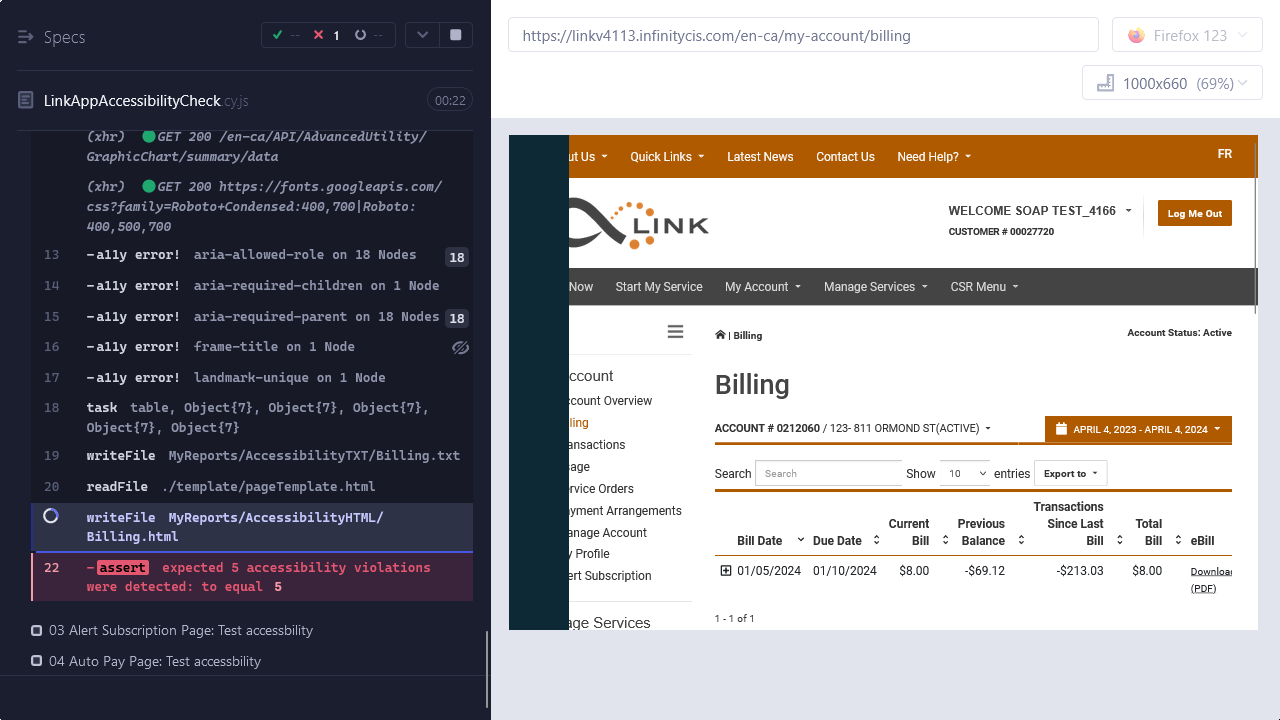 Specs
--
1
--
LinkAppAccessibilityCheck.cy.js
00:22
(xhr) GET 200 /en-ca/API/AdvancedUtility/
GraphicChart/summary/data
(xhr) GET 200 https://fonts.googleapis.com/
css?family=Roboto+Condensed:400,700|Roboto:
400,500,700
13 -a11y error! aria-allowed-role on 18 Nodes 18
14 -a11y error! aria-required-children on 1 Node
15 -a11y error! aria-required-parent on 18 Nodes 18
16 -a11y error! frame-title on 1 Node
17 -a11y error! landmark-unique on 1 Node
18 task table, Object{7}, Object{7}, Object{7},
Object{7}, Object{7}
19 writeFile MyReports/AccessibilityTXT/Billing.txt
20 readFile ./template/pageTemplate.html
writeFile MyReports/AccessibilityHTML/
Billing.html
22 -assert expected 5 accessibility violations
were detected: to equal 5
03 Alert Subscription Page: Test accessbility
04 Auto Pay Page: Test accessbility
https://linkv4113.infinitycis.com/en-ca/my-account/billing
Firefox 123
1000x660 (69%)
ut Us Quick Links Latest News Contact Us Need Help? FR
LINK
WELCOME SOAP TEST_4166
CUSTOMER # 00027720
Log Me Out
Now Start My Service My Account Manage Services CSR Menu
ccount
count Overview
lling
ansactions
age
rvice Orders
yment Arrangements
anage Account
y Profile
ert Subscription
age Services
| Billing
Account Status: Active
Billing
ACCOUNT # 0212060 / 123- 811 ORMOND ST(ACTIVE)
APRIL 4, 2023 - APRIL 4, 2024
Search Search Show 10 entries Export to
Bill Date Due Date Current Bill Previous Balance Transactions Since Last Bill Total Bill eBill
01/05/2024 01/10/2024 $8.00 -$69.12 -$213.03 $8.00 Downloa
(PDF)
1 - 1 of 1